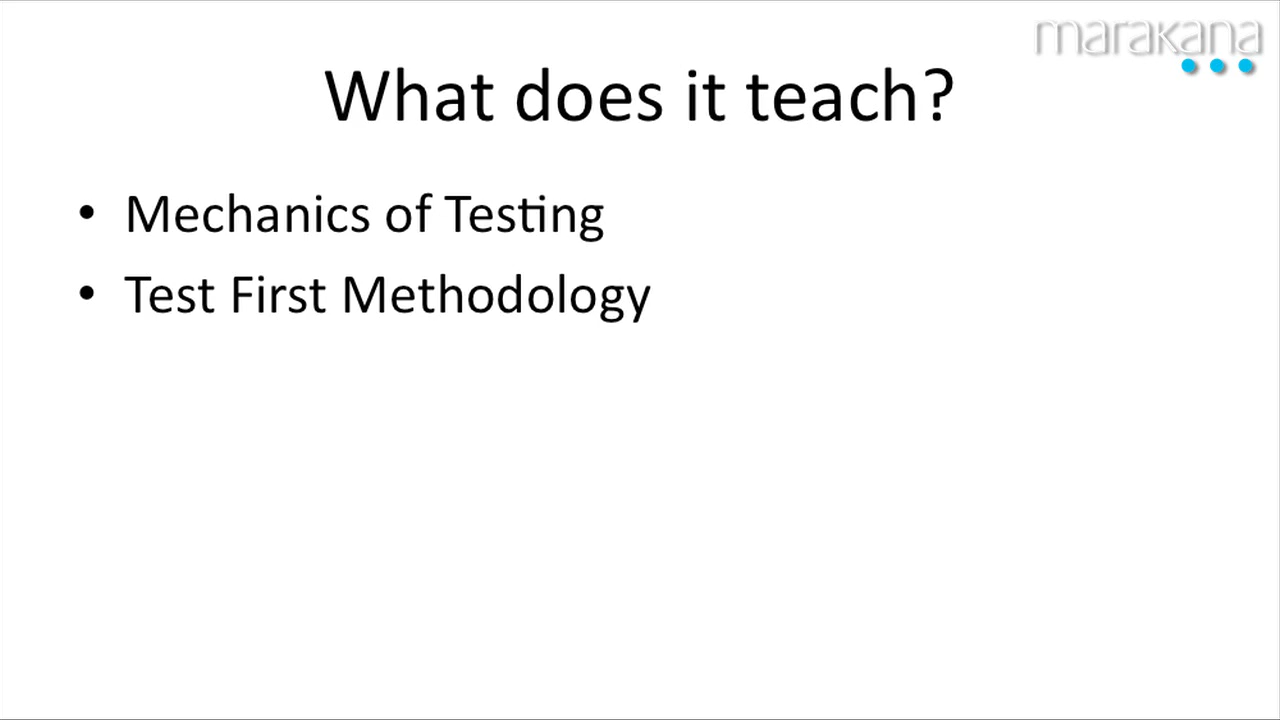 marakana
What does it teach?
• Mechanics of Testing
• Test First Methodology